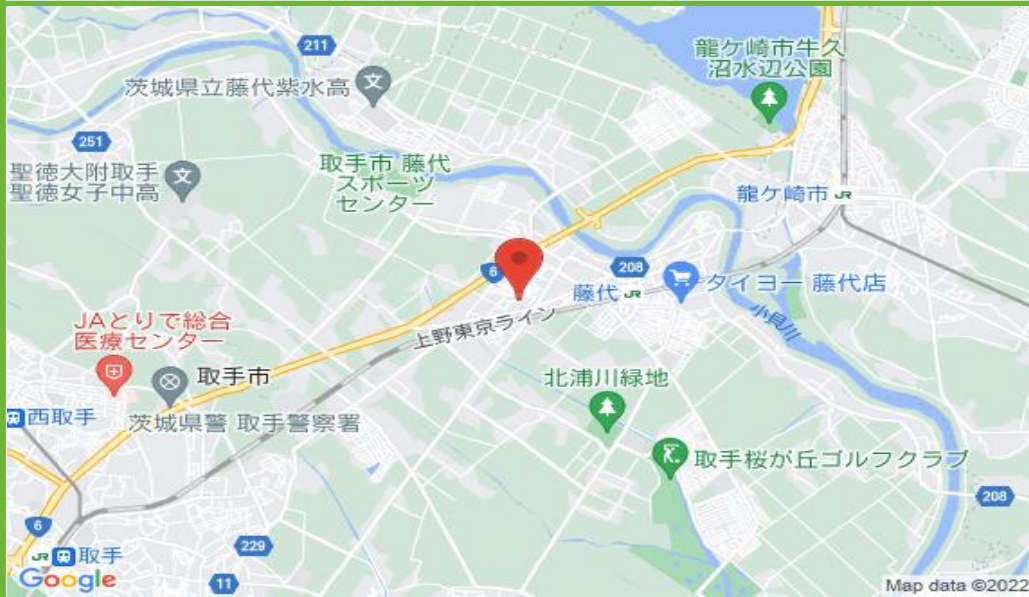 211
龍ケ崎市牛久
沼水辺公園
茨城県立藤代紫水高
文
251
取手市 藤代
スポーツ
センター
聖徳大附取手
聖徳女子中高
文
龍ケ崎市 JR
6
208
藤代 JR
タイヨー 藤代店
上野東京ライン
小貝川
JAとりで総合
医療センター
取手市
北浦川緑地
西取手
茨城県警 取手警察署
取手桜が丘ゴルフクラブ
208
6
229
JR 取手
11
Google
Map data ©2022